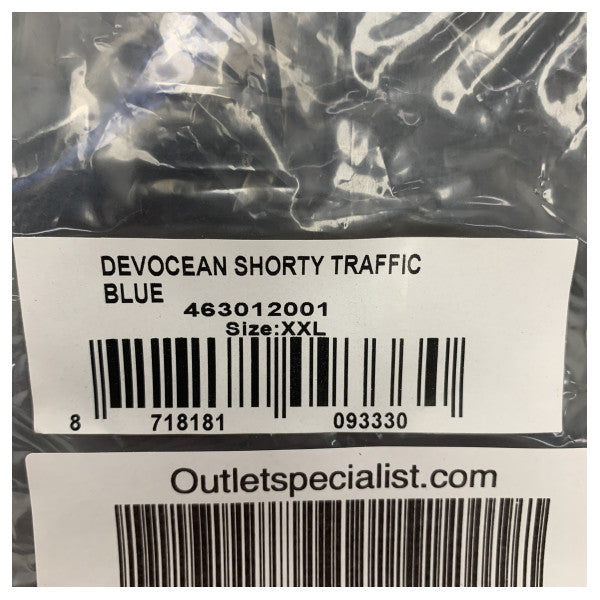 DEVOCEAN SHORTY TRAFFIC
BLUE
463012001
Size:XXL
8 718181 093330
Outletspecialist.com